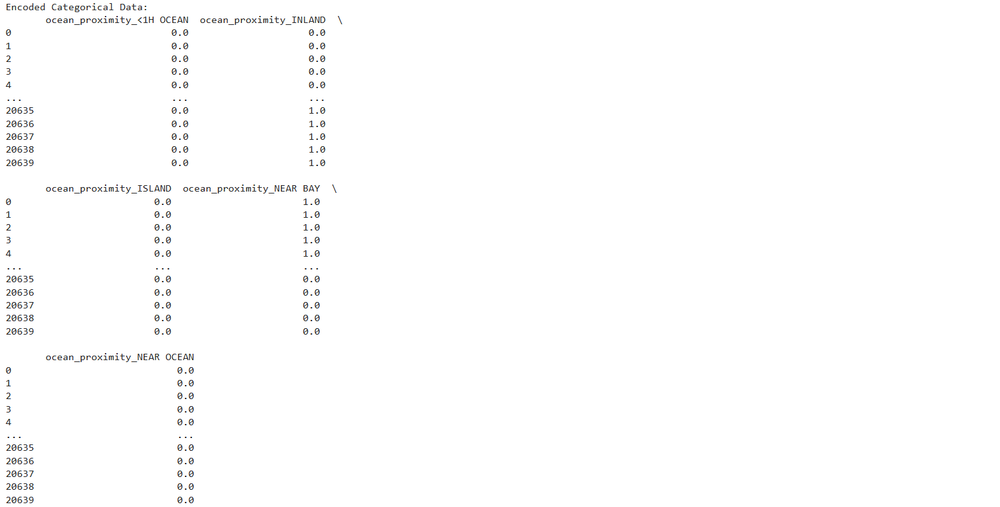 Encoded Categorical Data:
       ocean_proximity_<1H OCEAN  ocean_proximity_INLAND  \
0                            0.0                     0.0
1                            0.0                     0.0
2                            0.0                     0.0
3                            0.0                     0.0
4                            0.0                     0.0
...                          ...                     ...
20635                        0.0                     1.0
20636                        0.0                     1.0
20637                        0.0                     1.0
20638                        0.0                     1.0
20639                        0.0                     1.0

       ocean_proximity_ISLAND  ocean_proximity_NEAR BAY  \
0                         0.0                       1.0
1                         0.0                       1.0
2                         0.0                       1.0
3                         0.0                       1.0
4                         0.0                       1.0
...                       ...                       ...
20635                     0.0                       0.0
20636                     0.0                       0.0
20637                     0.0                       0.0
20638                     0.0                       0.0
20639                     0.0                       0.0

       ocean_proximity_NEAR OCEAN
0                             0.0
1                             0.0
2                             0.0
3                             0.0
4                             0.0
...                           ...
20635                         0.0
20636                         0.0
20637                         0.0
20638                         0.0
20639                         0.0